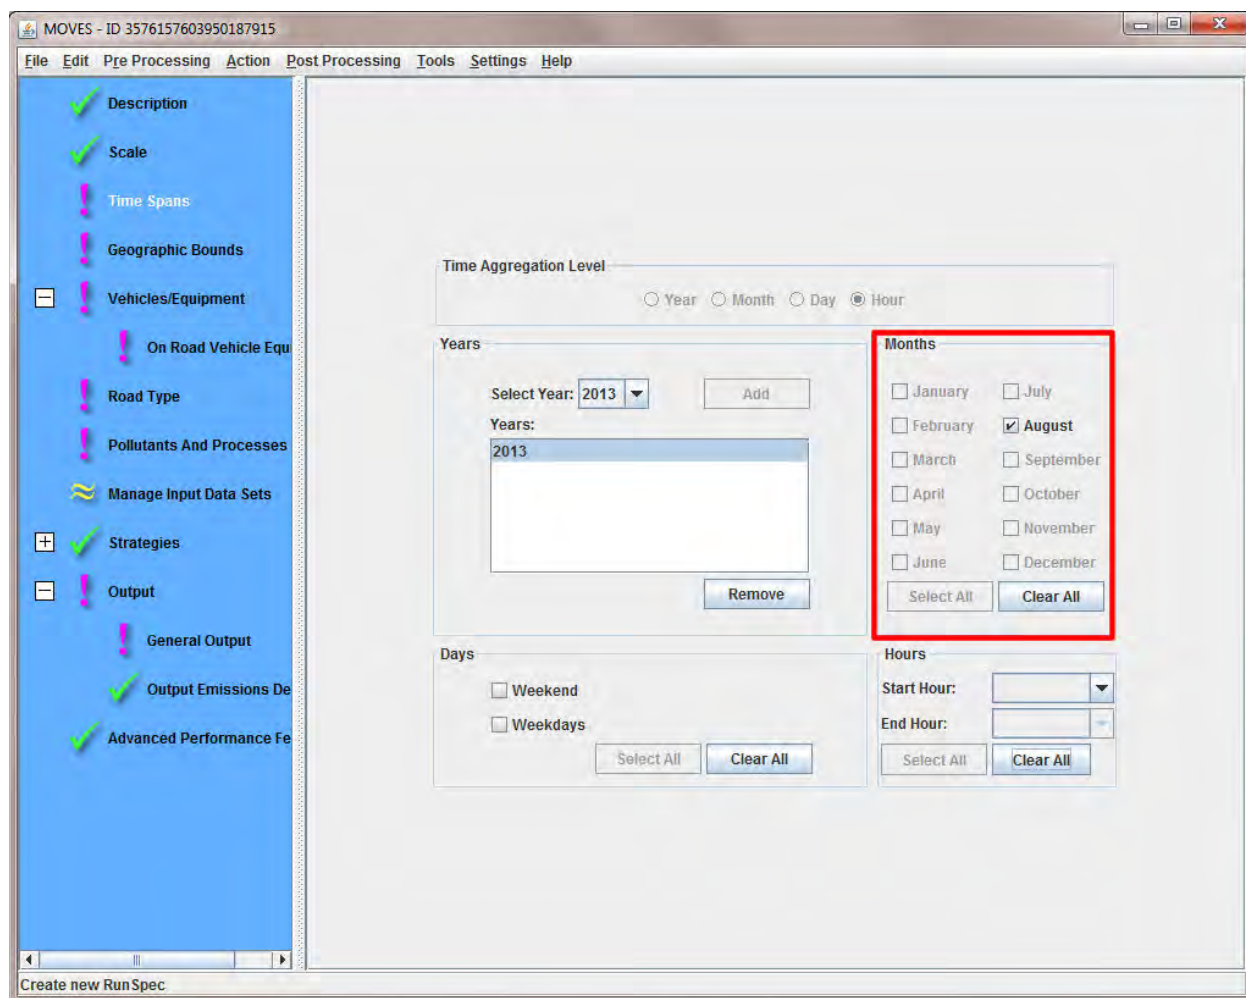 MOVES - ID 3576157603950187915
File Edit Pre Processing Action Post Processing Tools Settings Help
Description
Scale
Time Spans
Geographic Bounds
Vehicles/Equipment
On Road Vehicle Equ
Road Type
Pollutants And Processes
Manage Input Data Sets
Strategies
Output
General Output
Output Emissions De
Advanced Performance Fe
Time Aggregation Level
Year Month Day Hour
Years
Select Year: 2013 Add
Years:
2013
Remove
Months
January July
February August
March September
April October
May November
June December
Select All Clear All
Days
Weekend
Weekdays
Select All Clear All
Hours
Start Hour:
End Hour:
Select All Clear All
Create new RunSpec